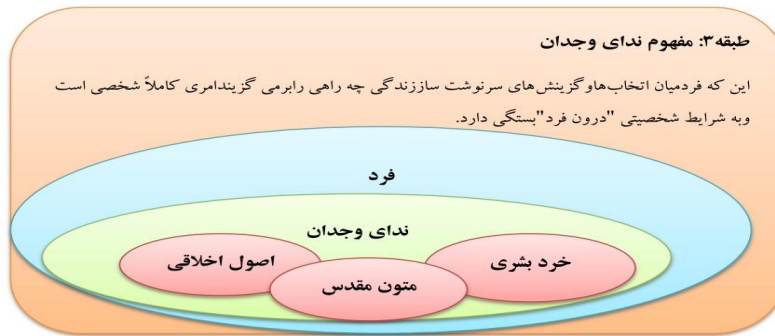 طبقه۳: مفهوم ندای وجدان
این که فردمیان انتخاب‌هاوگزینش‌های سرنوشت ساززندگی چه راهی رابرمی گزیندامری کاملاً شخصی است
وبه شرایط شخصیتی "درون فرد"بستگی دارد.
فرد
ندای وجدان
خرد بشری
اصول اخلاقی
متون مقدس